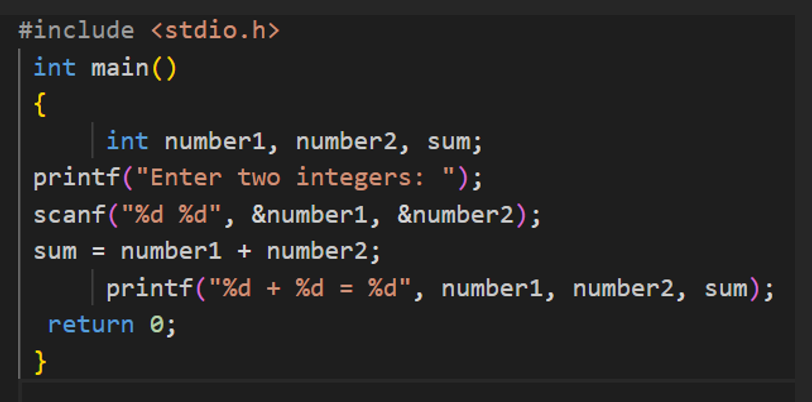 #include <stdio.h>
int main()
{
int number1, number2, sum;
printf("Enter two integers: ");
scanf("%d %d", &number1, &number2);
sum = number1 + number2;
printf("%d + %d = %d", number1, number2, sum);
return 0;
}